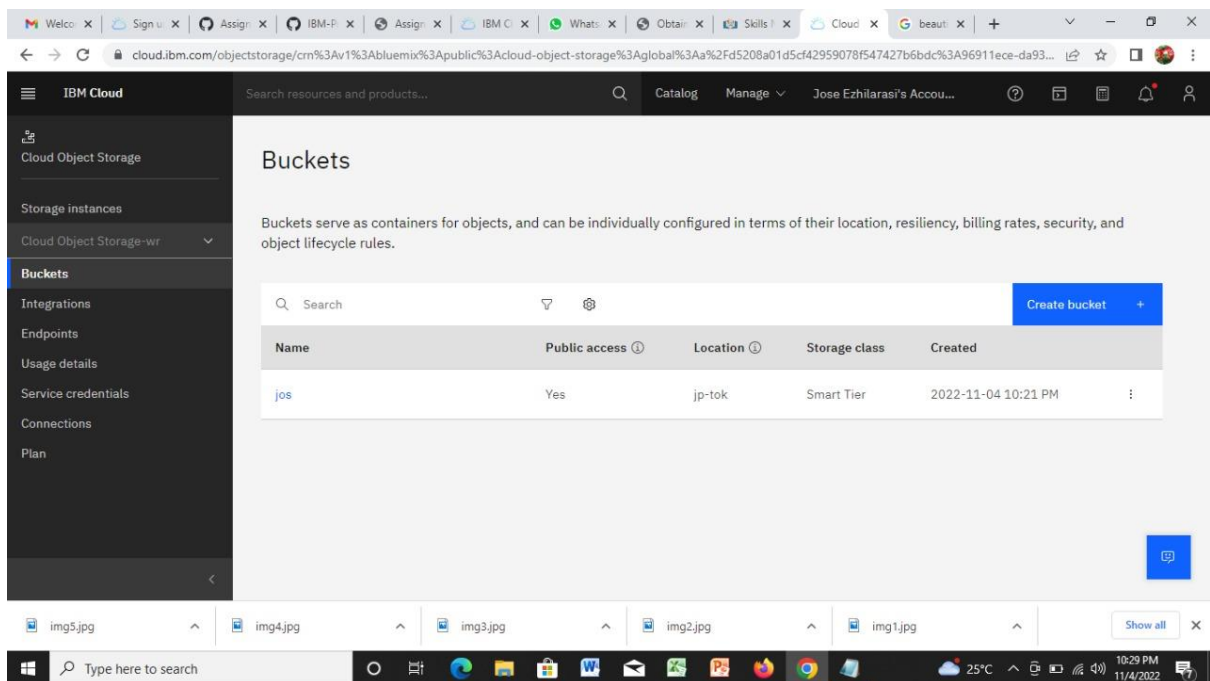 Welco
Sign u
Assign
IBM-P
Assign
IBM Cl
Whats
Obtain
Skills
Cloud
beauti
cloud.ibm.com/objectstorage/crn%3Av1%3Abluemix%3Apublic%3Acloud-object-storage%3Aglobal%3Aa%2Fd5208a01d5cf42959078f547427b6bdc%3A96911ece-da93...
IBM Cloud
Search resources and products...
Catalog
Manage
Jose Ezhilarasi's Accou...
Cloud Object Storage
Storage instances
Cloud Object Storage-wr
Buckets
Integrations
Endpoints
Usage details
Service credentials
Connections
Plan
Buckets
Buckets serve as containers for objects, and can be individually configured in terms of their location, resiliency, billing rates, security, and
object lifecycle rules.
Search
Create bucket +
Name Public access Location Storage class Created
jos Yes jp-tok Smart Tier 2022-11-04 10:21 PM
img5.jpg
img4.jpg
img3.jpg
img2.jpg
img1.jpg
Show all
Type here to search
25°C
10:29 PM
11/4/2022